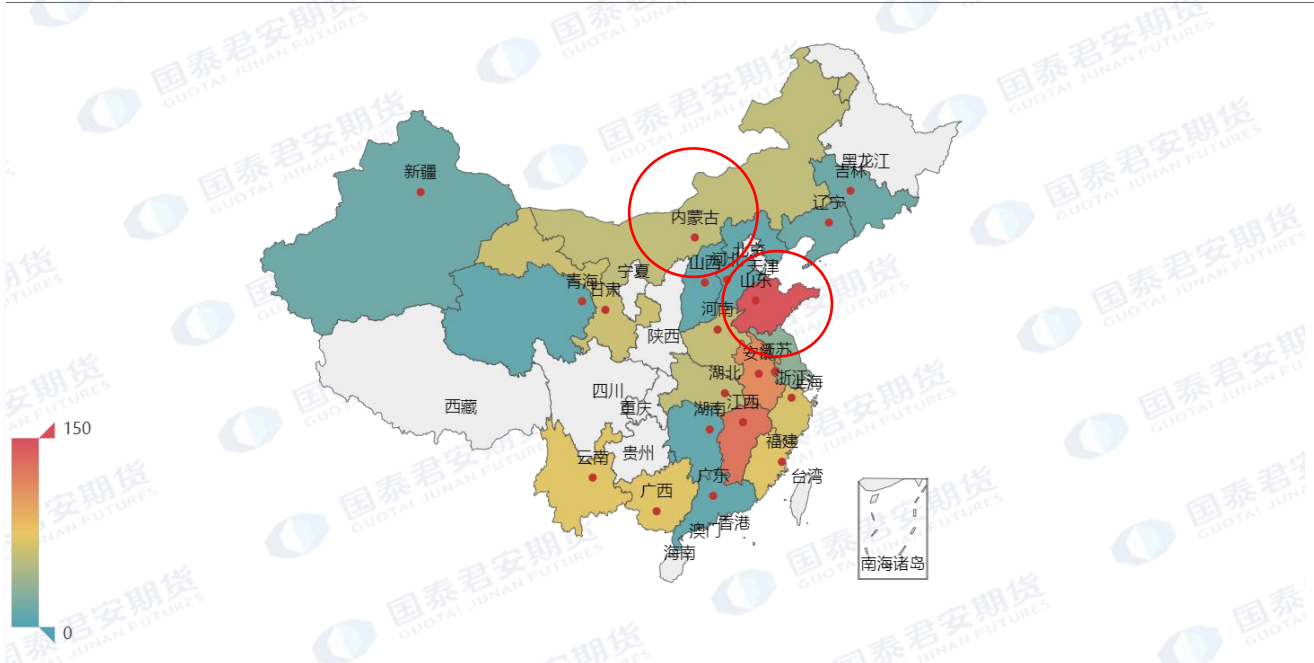 国泰君安期货
GUOTAI JUNAN FUTURES
黑龙江
吉林
新疆
辽宁
内蒙古
北京
山西
河北
天津
宁夏
青海
甘肃
山东
河南
陕西
江苏
安徽
湖北
浙江
上海
四川
重庆
湖南
江西
西藏
150
福建
贵州
云南
广东
台湾
广西
香港
澳门
海南
南海诸岛
0